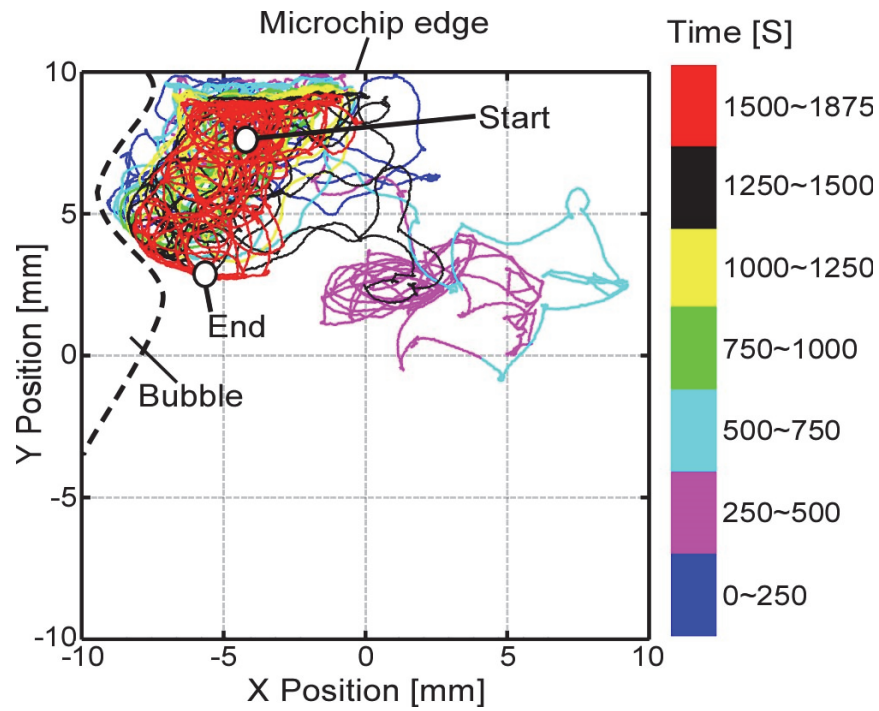 Microchip edge
Time [S]
10
5
0
-5
-10
Y Position [mm]
-10
-5
0
5
10
X Position [mm]
Start
End
Bubble
1500~1875
1250~1500
1000~1250
750~1000
500~750
250~500
0~250